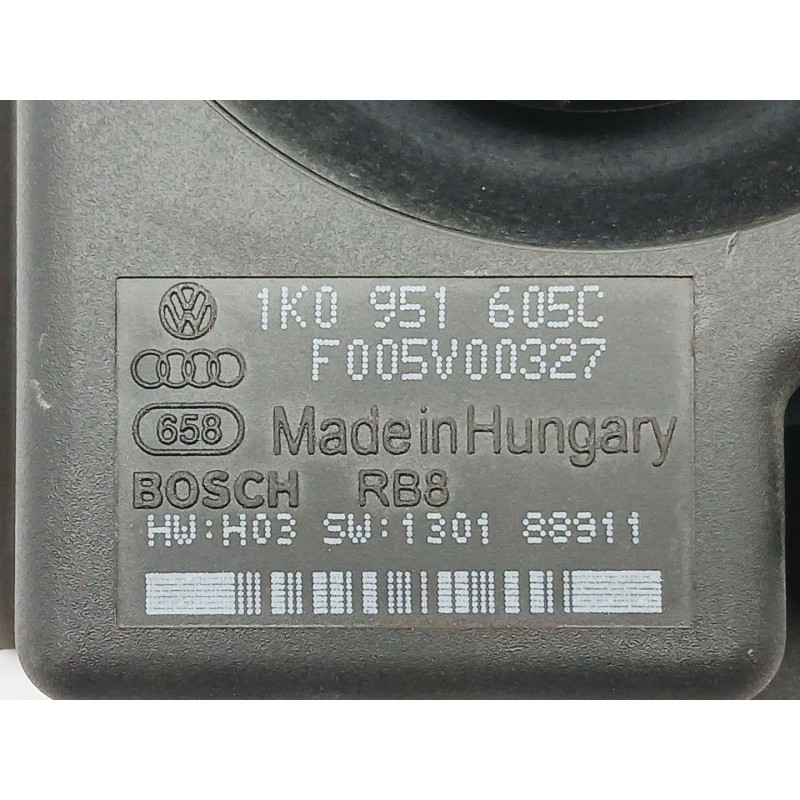 1K0 951 605C
F005V00327
658 Made in Hungary
BOSCH RB8
HW:H03 SW:1301 88911